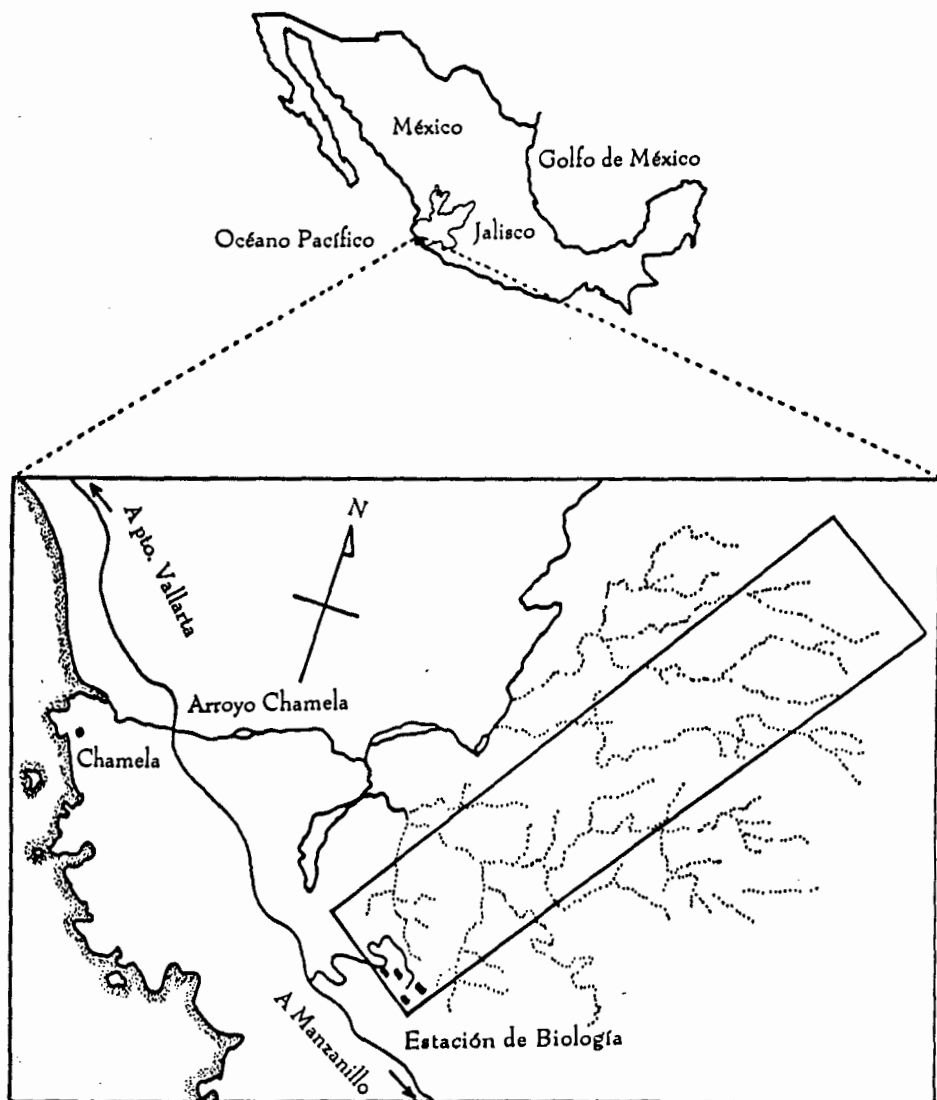 México
Golfo de México
Océano Pacífico
Jalisco
N
A pto. Vallarta
Arroyo Chamela
Chamela
Estación de Biología
A Manzanillo